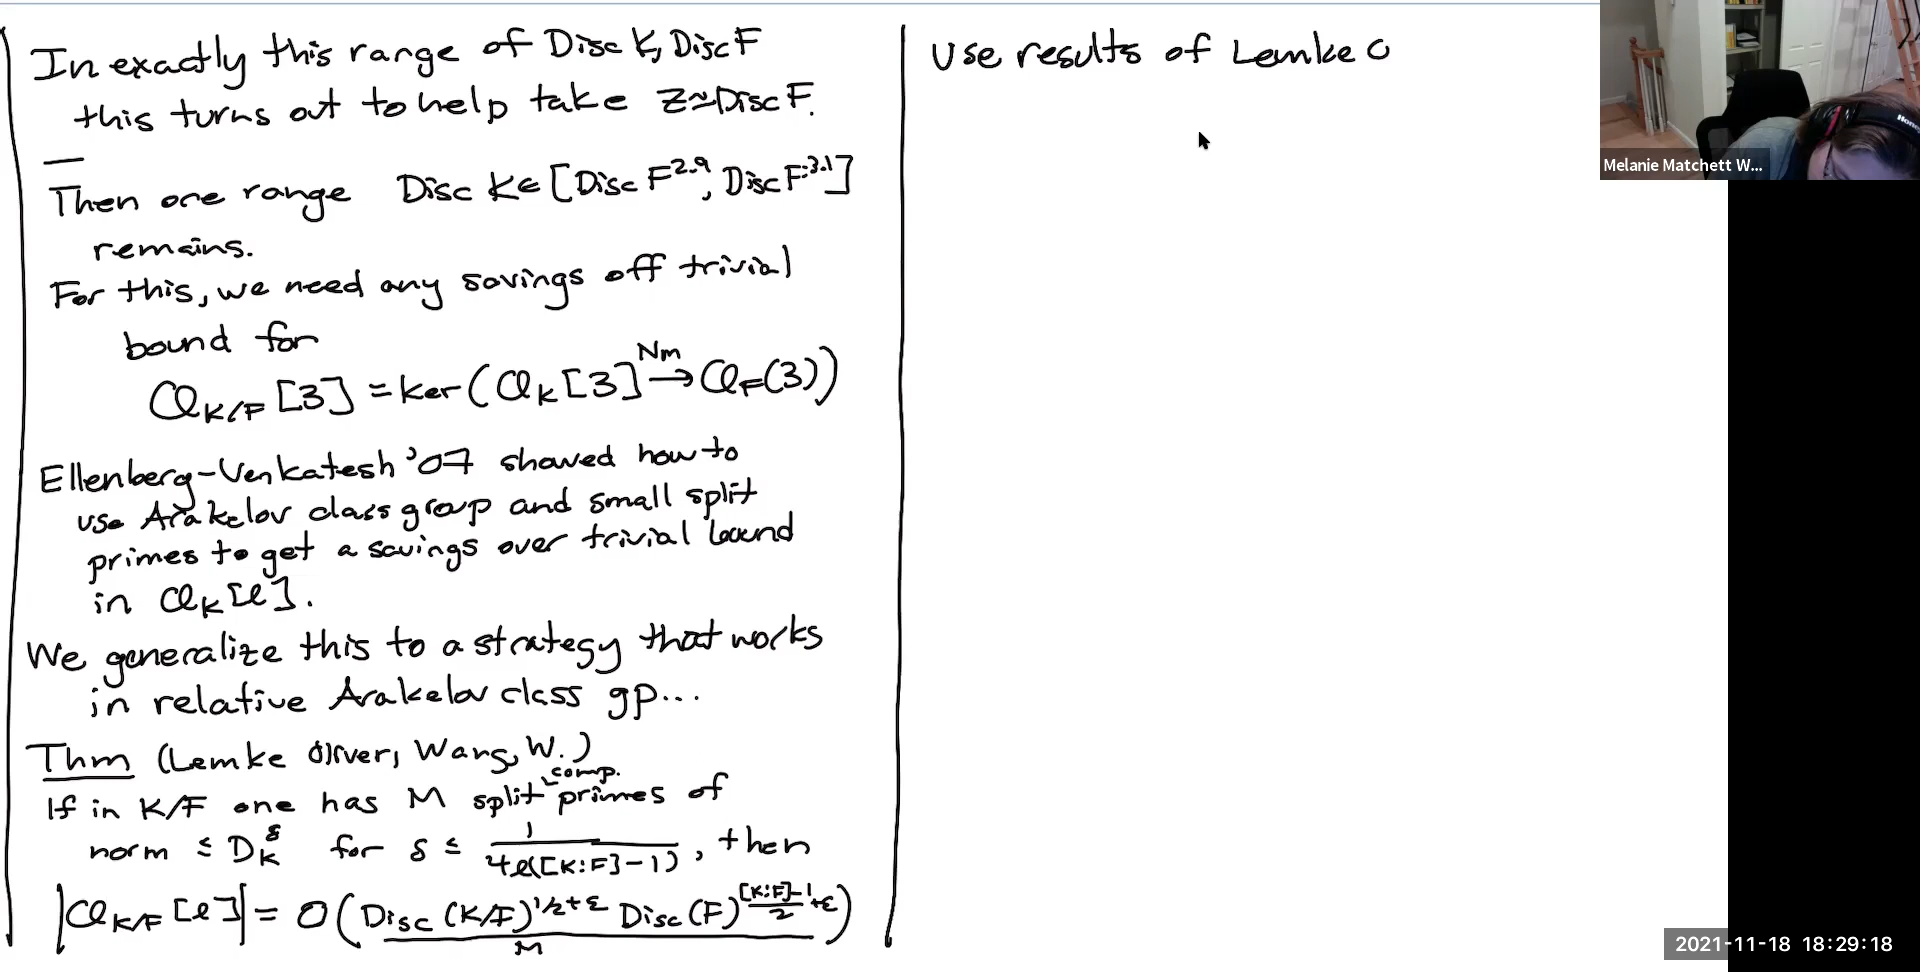 In exactly this range of Disc K, Disc F
this turns out to help take Z≈Disc F.
Then one range Disc K ∈ [Disc F^2.9, Disc F^3.1]
remains.
For this, we need any savings off trivial
bound for
Cl_K/F [3] = ker(Cl_K [3] →^Nm Cl_F(3))
Ellenberg-Venkatesh '07 showed how to
use Arakelov class group and small split
primes to get a savings over trivial bound
in Cl_K[ℓ].
We generalize this to a strategy that works
in relative Arakelov class gp...
Thm (Lemke Oliver, Wang, W.)
If in K/F one has M split comp. primes of
norm ≤ D_K^δ for δ ≤ 1/(4ℓ([K:F]-1)), then
|Cl_K/F [ℓ]| = O(Disc(K/F)^(1/2+ε) Disc(F)^([K:F]-1/2+ε) / M)
Use results of Lemke O
Hone
Melanie Matchett W...
2021-11-18 18:29:18